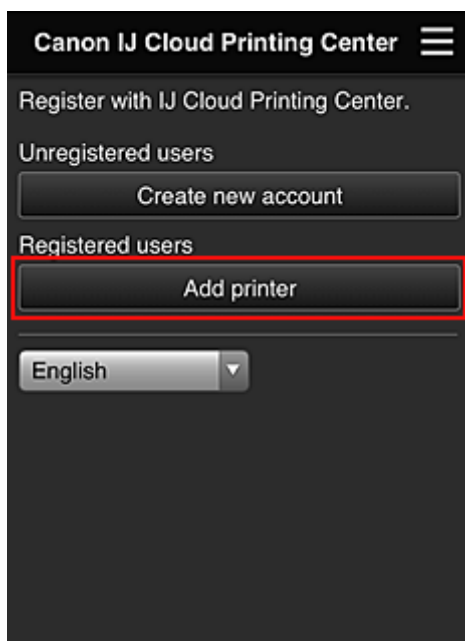 Canon IJ Cloud Printing Center
Register with IJ Cloud Printing Center.
Unregistered users
Create new account
Registered users
Add printer
English